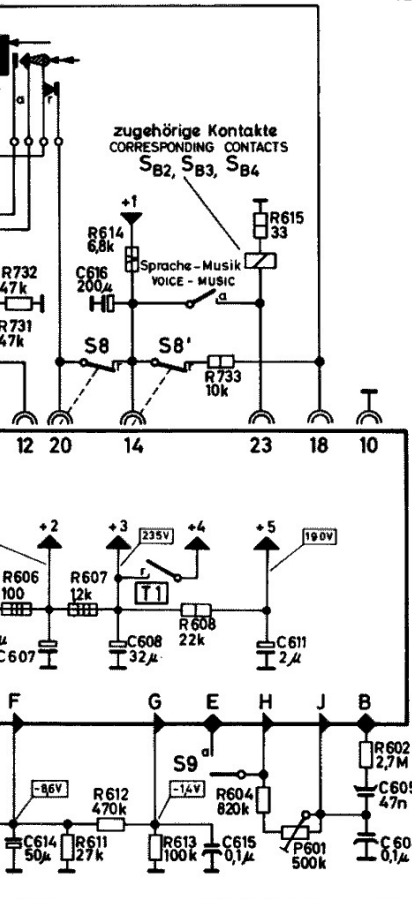 a
r
zugehörige Kontakte
CORRESPONDING CONTACTS
SB2, SB3, SB4
+1
R614
6,8k
R615
33
R732
47k
C616
200µ
Sprache-Musik
VOICE - MUSIC
a
R731
47k
S8
r
S8'
r
R733
10k
12 20 14 23 18 10
+2 +3 235V +4 +5 190V
r
T1
R606
100
R607
12k
R608
22k
µ
C607
C608
32µ
C611
2µ
F G E H J B
a
S9
R602
2,7M
-8,6V
R612
470k
-1,4V
R604
820k
C605
47n
C614
50µ
R611
27k
R613
100k
C615
0,1µ
P601
500k
C60
0,1µ